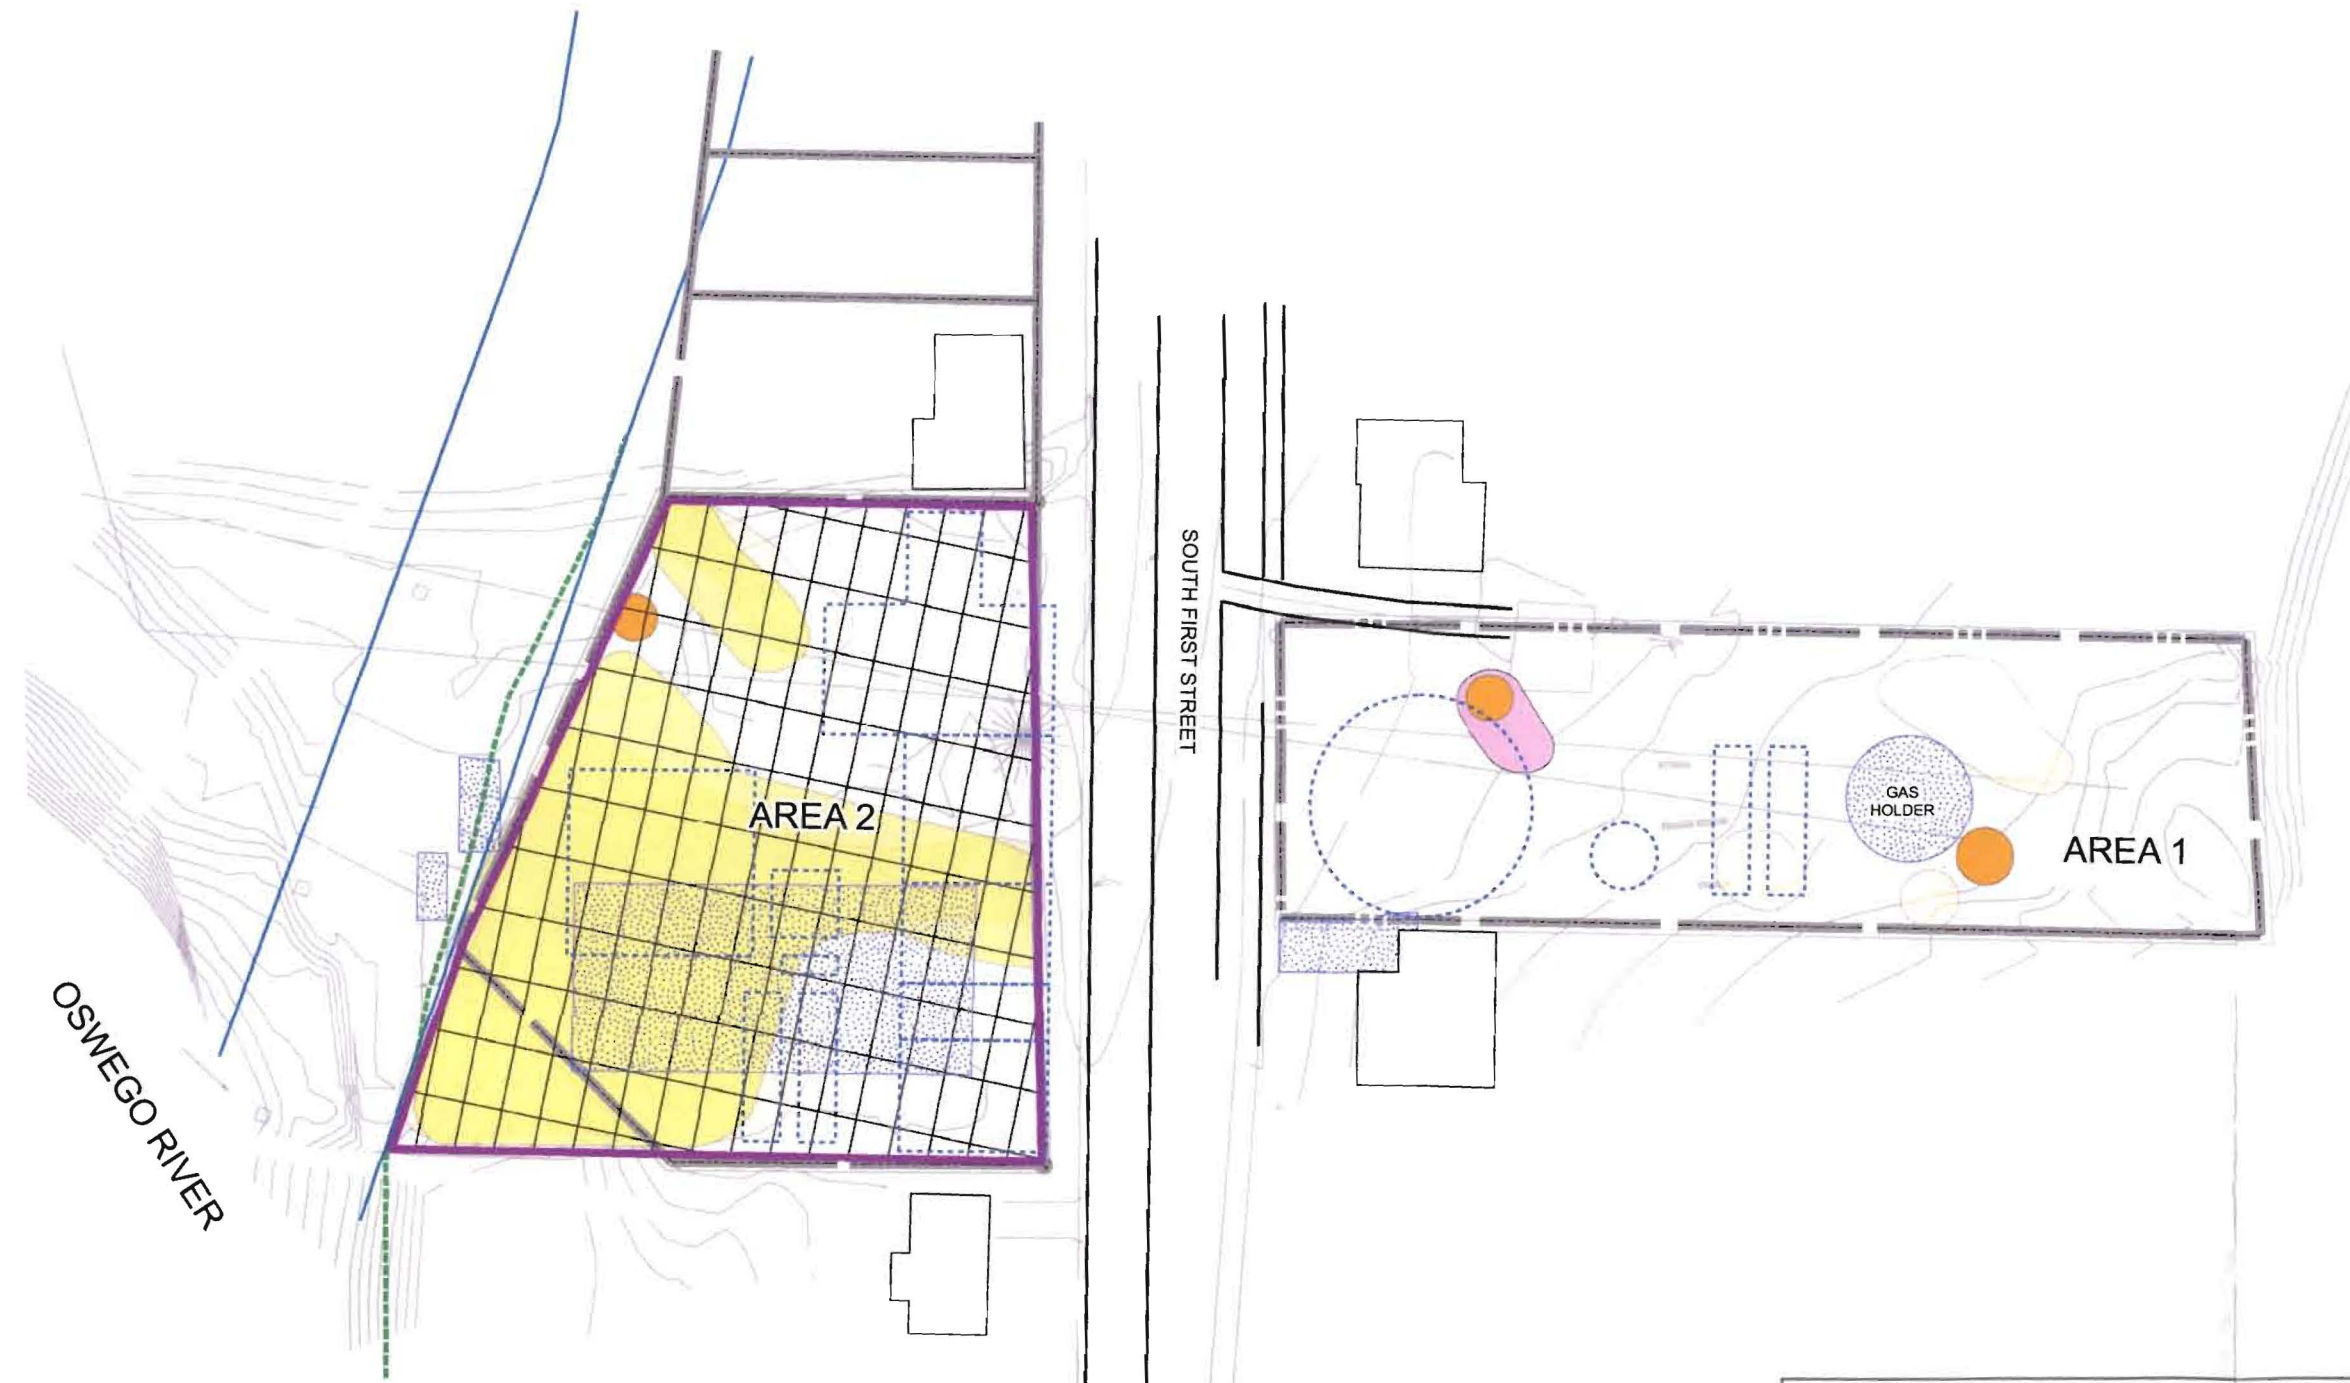 SOUTH FIRST STREET
GAS
HOLDER
AREA 2
AREA 1
OSWEGO RIVER